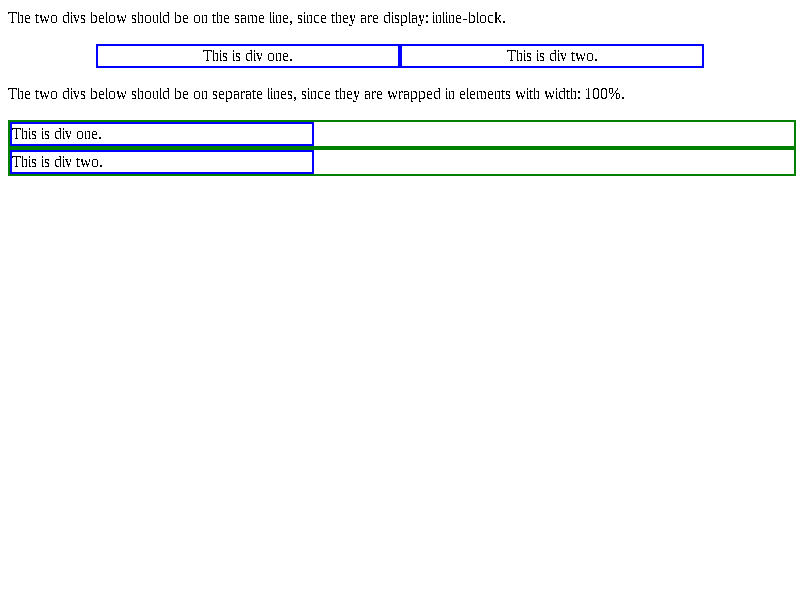 The two divs below should be on the same line, since they are display: inline-block.
This is div one. This is div two.
The two divs below should be on separate lines, since they are wrapped in elements with width: 100%.
This is div one.
This is div two.